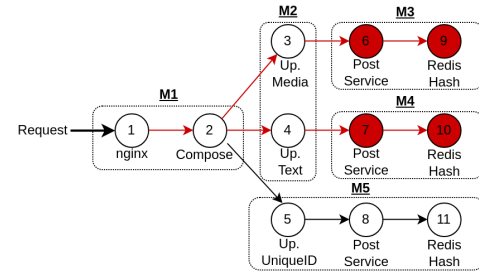 M2
M3
3
6
9
Up.
Media
Post
Service
Redis
Hash
M1
M4
Request
1
2
4
7
10
nginx
Compose
Up.
Text
Post
Service
Redis
Hash
M5
5
8
11
Up.
UniqueID
Post
Service
Redis
Hash